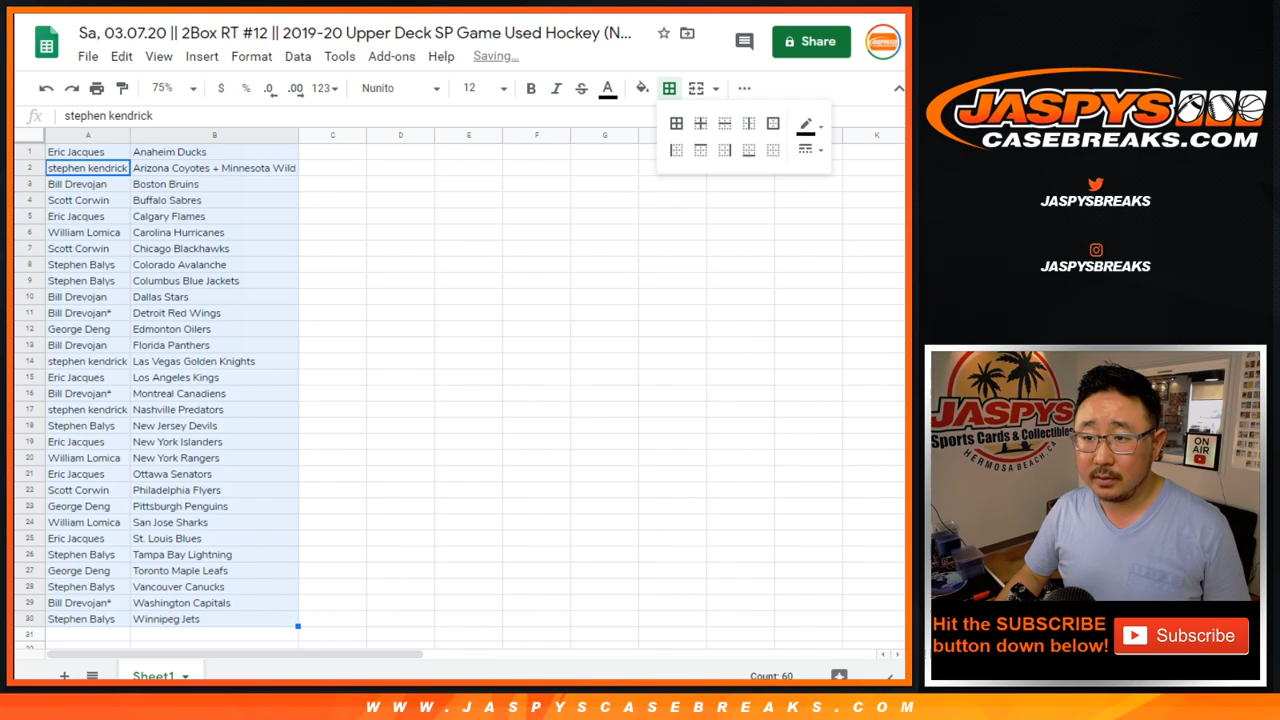 Sa, 03.07.20 || 2Box RT #12 || 2019-20 Upper Deck SP Game Used Hockey (N...
Share
File Edit View Insert Format Data Tools Add-ons Help Saving...
75% $ % .0 .00 123 Nunito 12 B I S A
fx stephen kendrick
A B C D E F G K
1 Eric Jacques Anaheim Ducks
2 stephen kendrick Arizona Coyotes + Minnesota Wild
3 Bill Drevojan Boston Bruins
4 Scott Corwin Buffalo Sabres
5 Eric Jacques Calgary Flames
6 William Lomica Carolina Hurricanes
7 Scott Corwin Chicago Blackhawks
8 Stephen Balys Colorado Avalanche
9 Stephen Balys Columbus Blue Jackets
10 Bill Drevojan Dallas Stars
11 Bill Drevojan* Detroit Red Wings
12 George Deng Edmonton Oilers
13 Bill Drevojan Florida Panthers
14 stephen kendrick Las Vegas Golden Knights
15 Eric Jacques Los Angeles Kings
16 Bill Drevojan* Montreal Canadiens
17 stephen kendrick Nashville Predators
18 Stephen Balys New Jersey Devils
19 Eric Jacques New York Islanders
20 William Lomica New York Rangers
21 Eric Jacques Ottawa Senators
22 Scott Corwin Philadelphia Flyers
23 George Deng Pittsburgh Penguins
24 William Lomica San Jose Sharks
25 Eric Jacques St. Louis Blues
26 Stephen Balys Tampa Bay Lightning
27 George Deng Toronto Maple Leafs
28 Stephen Balys Vancouver Canucks
29 Bill Drevojan* Washington Capitals
30 Stephen Balys Winnipeg Jets
31
Sheet1
Count: 60
JASPYS
CASEBREAKS.COM
JASPYSBREAKS
JASPYSBREAKS
JASPYS
Sports Cards & Collectibles
HERMOSA BEACH, CA
ON
AIR
Hit the SUBSCRIBE
button down below!
Subscribe
WWW.JASPYSCASEBREAKS.COM